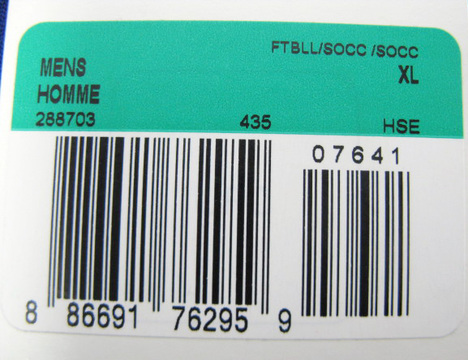 FTBLL/SOCC /SOCC
MENS XL
HOMME
288703 435 HSE
07641
8 86691 76295 9